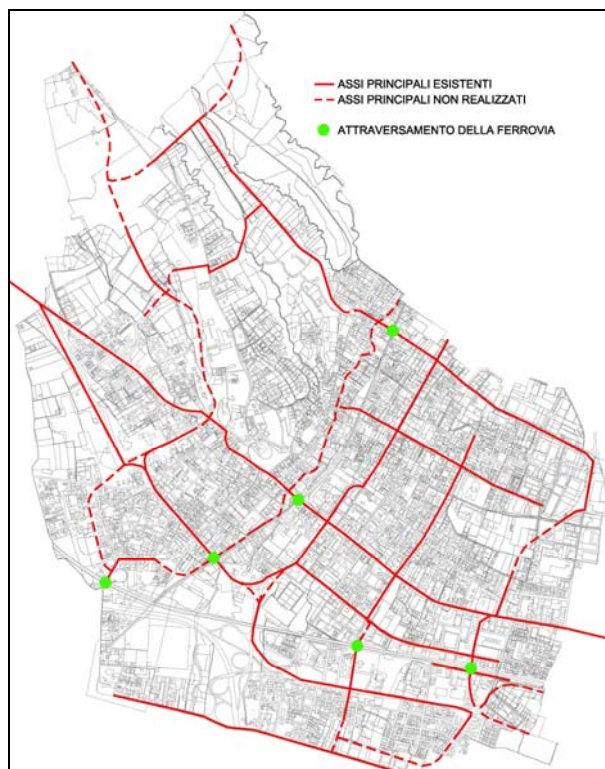 ASSI PRINCIPALI ESISTENTI
ASSI PRINCIPALI NON REALIZZATI
ATTRAVERSAMENTO DELLA FERROVIA